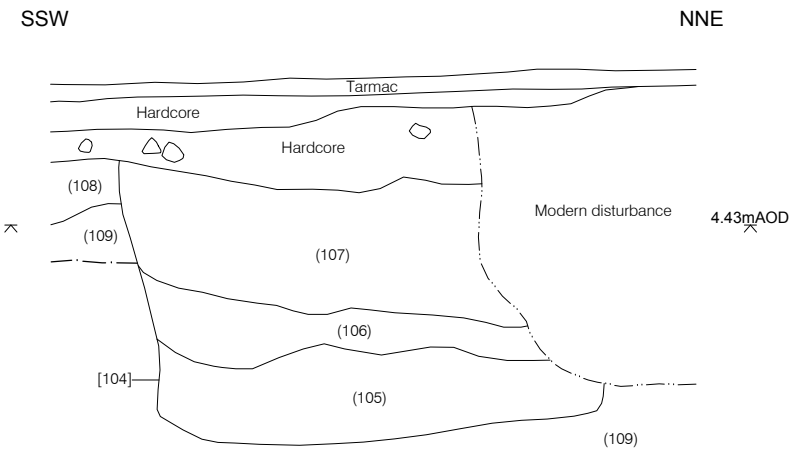 SSW
NNE
Tarmac
Hardcore
Hardcore
(108)
Modern disturbance
4.43mAOD
(109)
(107)
(106)
[104]
(105)
(109)